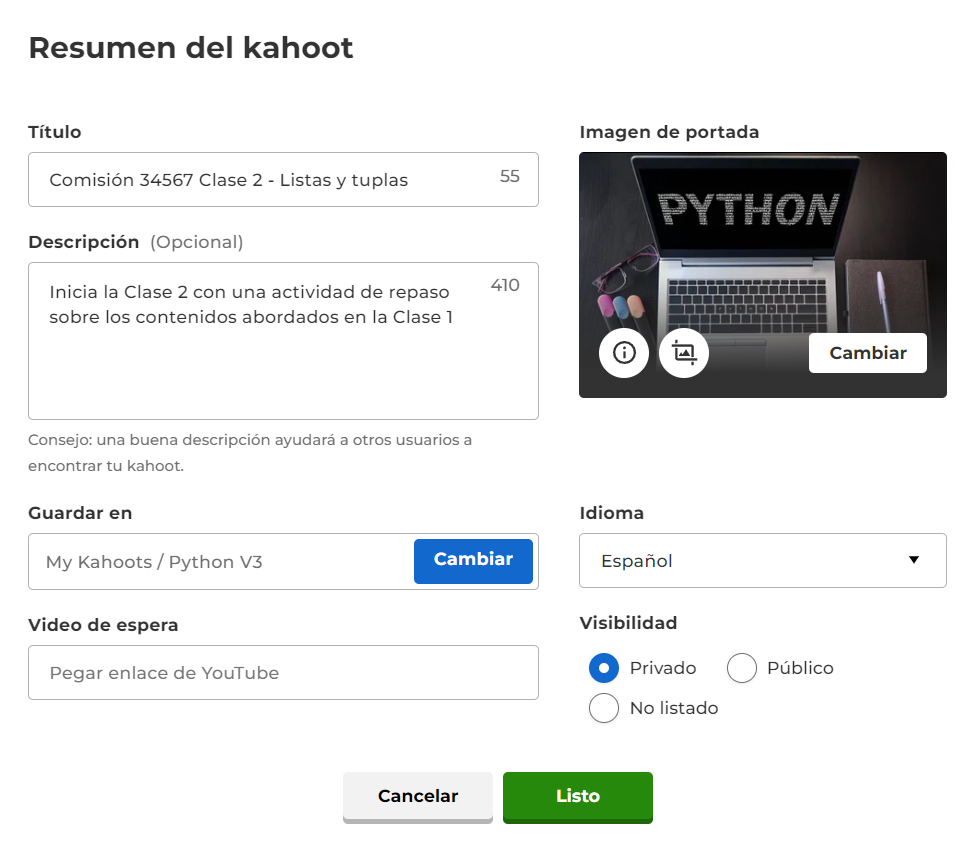 Resumen del kahoot
Título
Comisión 34567 Clase 2 - Listas y tuplas
55
Descripción (Opcional)
410
Inicia la Clase 2 con una actividad de repaso
sobre los contenidos abordados en la Clase 1
Consejo: una buena descripción ayudará a otros usuarios a
encontrar tu kahoot.
Guardar en
My Kahoots / Python V3
Cambiar
Video de espera
Pegar enlace de YouTube
Imagen de portada
PYTHON
Cambiar
Idioma
Español
Visibilidad
Privado
Público
No listado
Cancelar
Listo